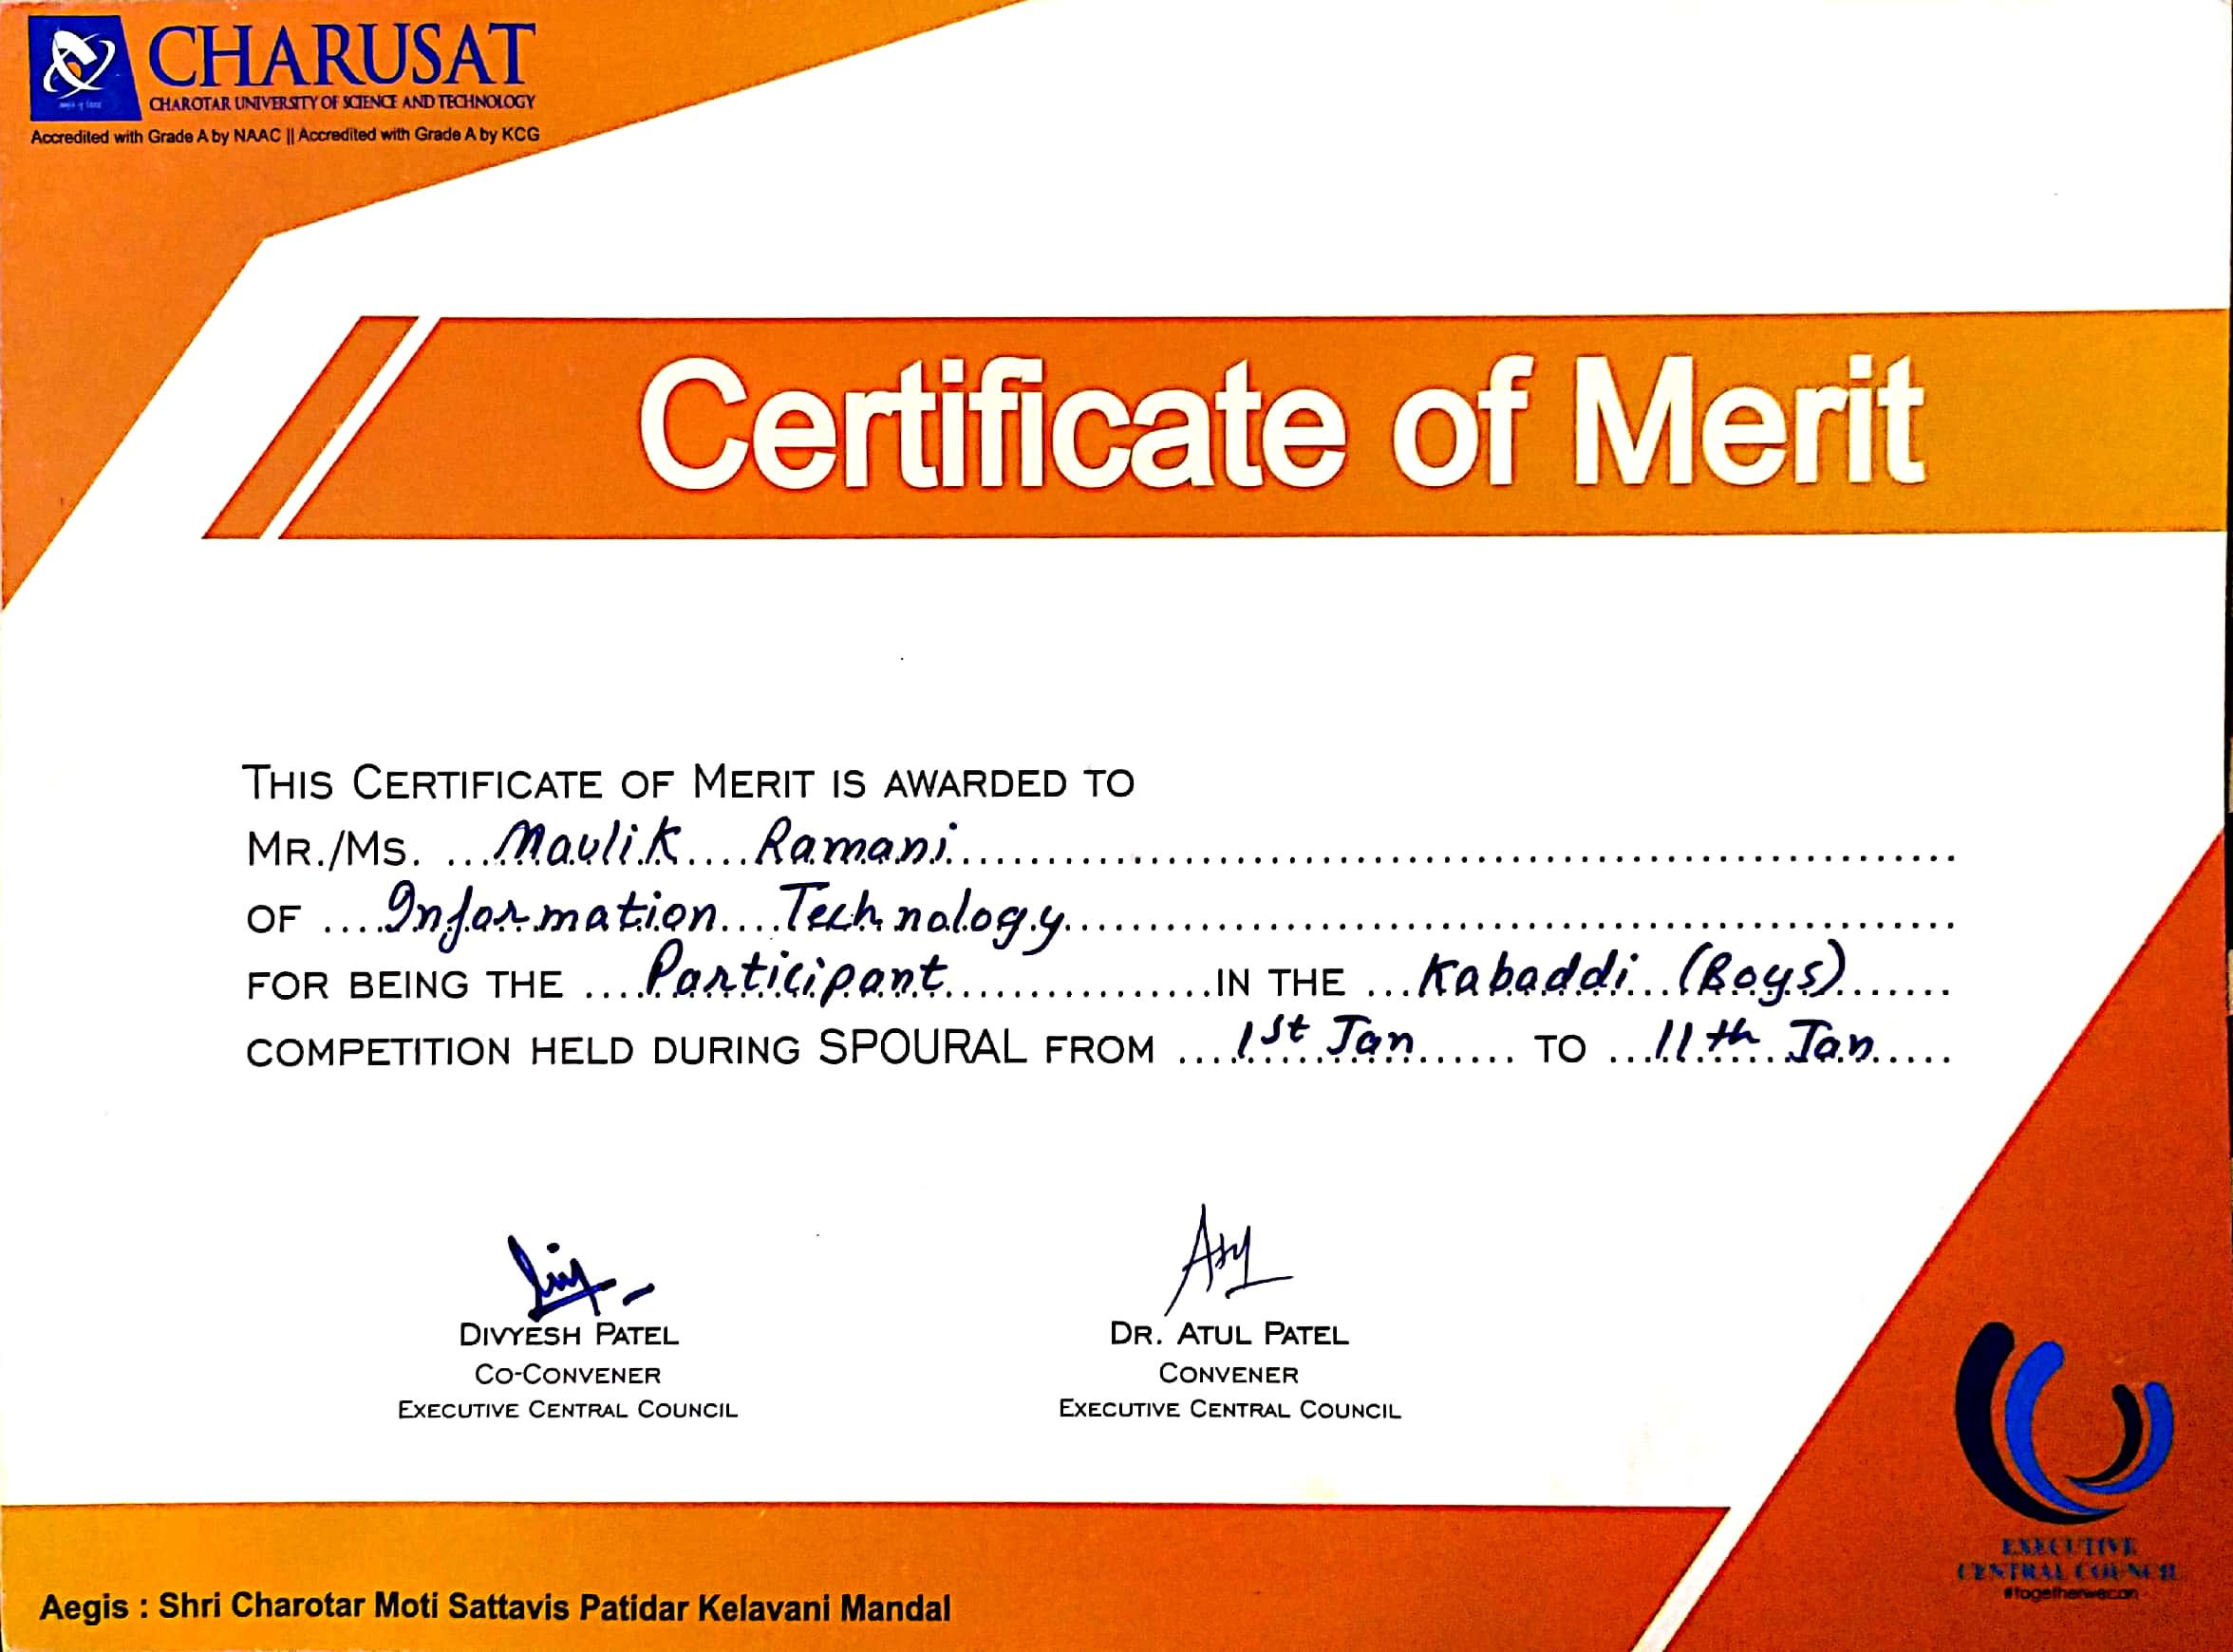 CHARUSAT
CHAROTAR UNIVERSITY OF SCIENCE AND TECHNOLOGY
Accredited with Grade A by NAAC || Accredited with Grade A by KCG
Certificate of Merit
THIS CERTIFICATE OF MERIT IS AWARDED TO
MR./MS. ...Maulik....Ramani...
OF ....Information....Technology...
FOR BEING THE ....Participant...IN THE ...Kabaddi...(Boys)...
COMPETITION HELD DURING SPOURAL FROM ....1st Jan...... TO ...11th Jan.....
DIVYESH PATEL
CO-CONVENER
EXECUTIVE CENTRAL COUNCIL
DR. ATUL PATEL
CONVENER
EXECUTIVE CENTRAL COUNCIL
EXECUTIVE
CENTRAL COUNCIL
#togetherwecan
Aegis : Shri Charotar Moti Sattavis Patidar Kelavani Mandal